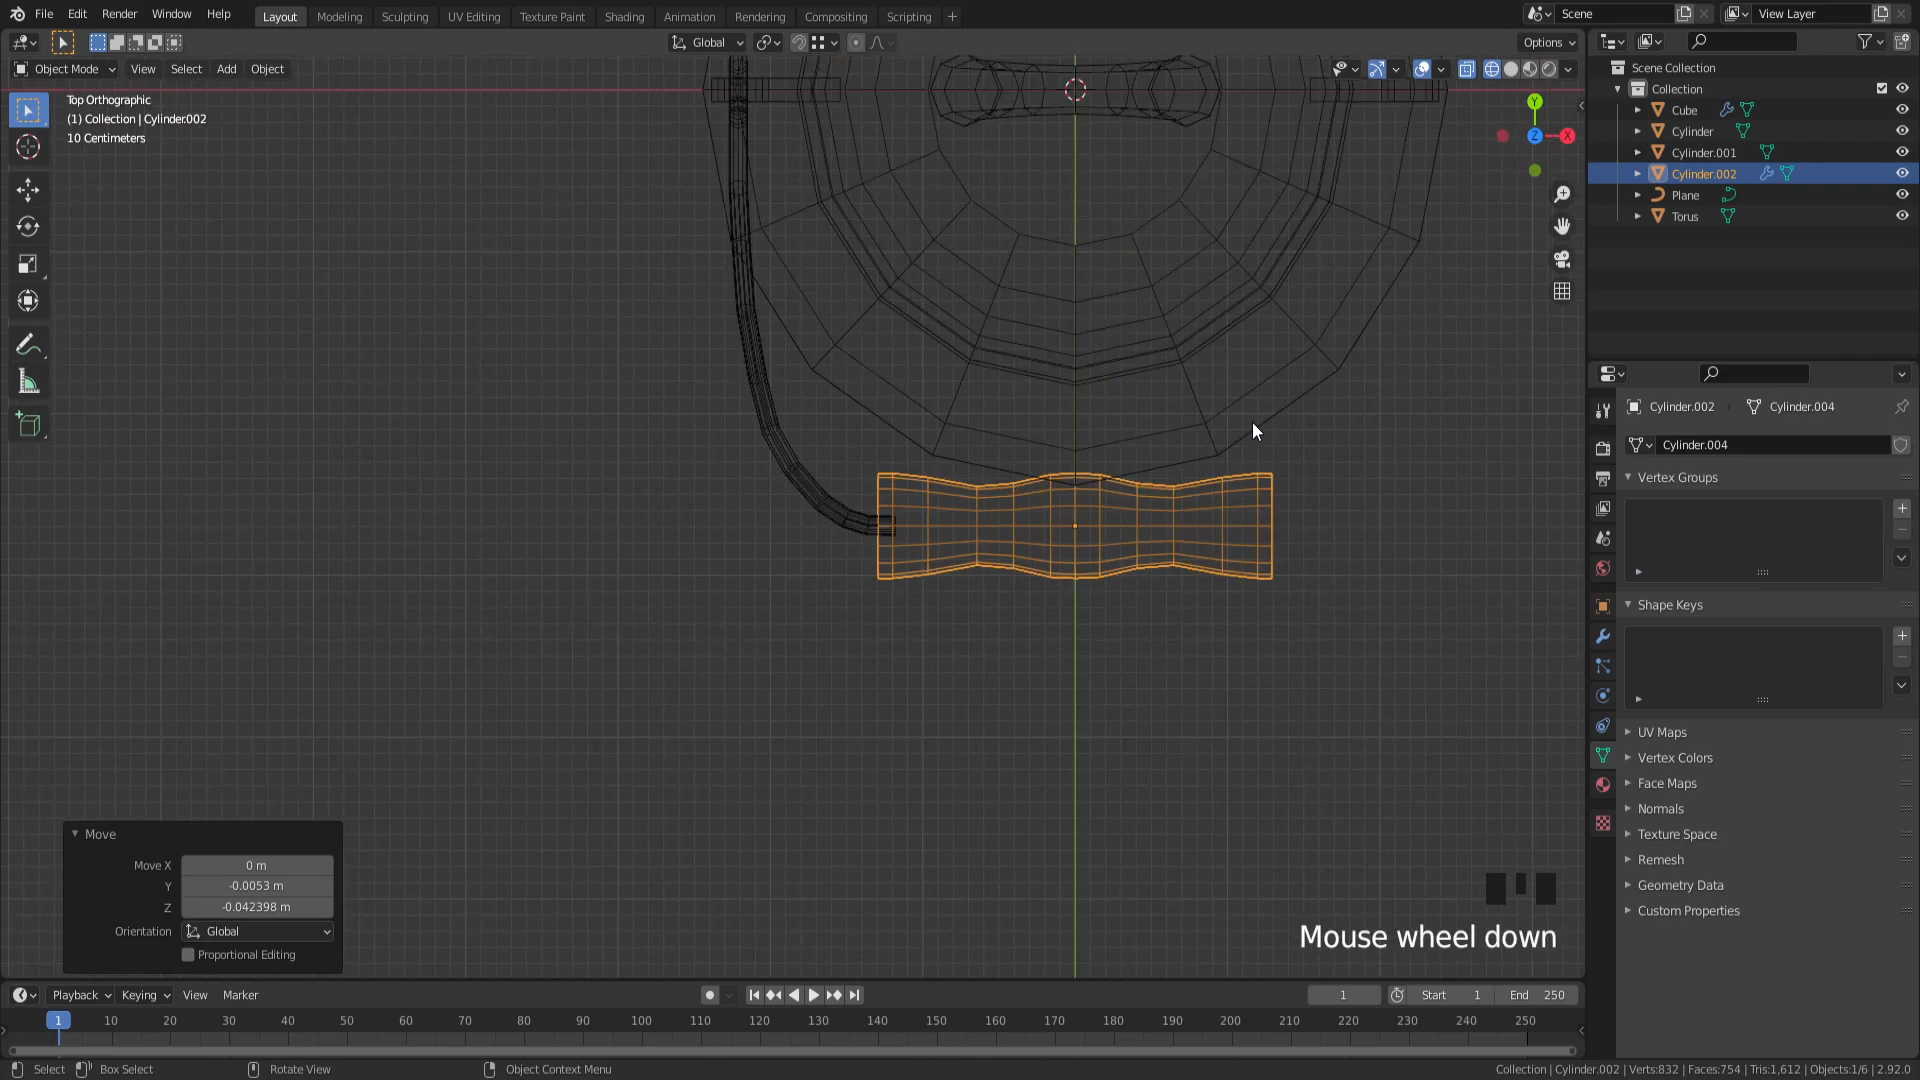 File Edit Render Window Help Layout Modeling Sculpting UV Editing Texture Paint Shading Animation Rendering Compositing Scripting + Scene View Layer
Global Options
Object Mode View Select Add Object
Top Orthographic
(1) Collection | Cylinder.002
10 Centimeters
Y
Z
X
Scene Collection
Collection
Cube
Cylinder
Cylinder.001
Cylinder.002
Plane
Torus
Cylinder.002 Cylinder.004
Cylinder.004
Vertex Groups
Shape Keys
UV Maps
Vertex Colors
Face Maps
Normals
Texture Space
Remesh
Geometry Data
Custom Properties
Move
Move X 0 m
Y -0.0053 m
Z -0.042398 m
Orientation Global
Proportional Editing
Mouse wheel down
Playback Keying View Marker 1 Start 1 End 250
1 10 20 30 40 50 60 70 80 90 100 110 120 130 140 150 160 170 180 190 200 210 220 230 240 250
Select Box Select Rotate View Object Context Menu Collection | Cylinder.002 | Verts:832 | Faces:754 | Tris:1,612 | Objects:1/6 | 2.92.0